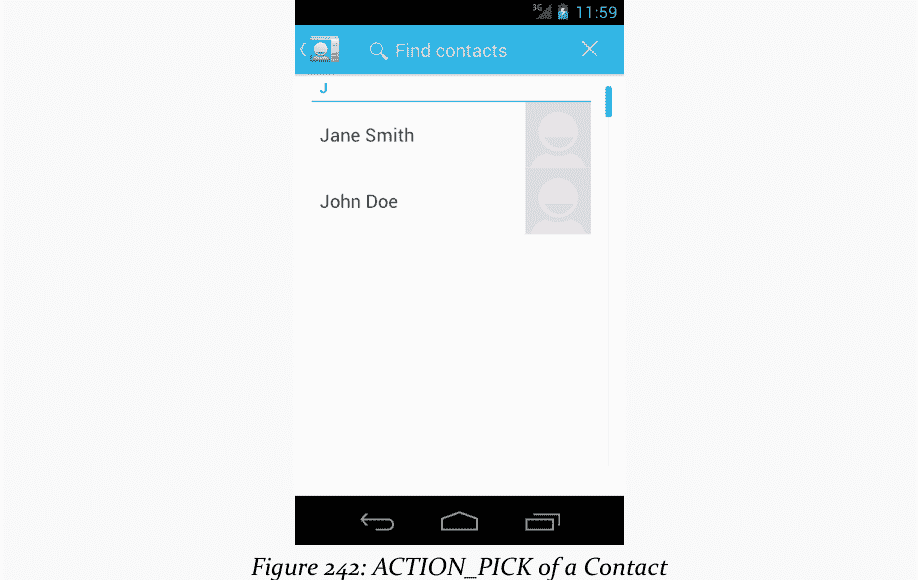 3G 11:59
Find contacts
J
Jane Smith
John Doe
Figure 242: ACTION_PICK of a Contact